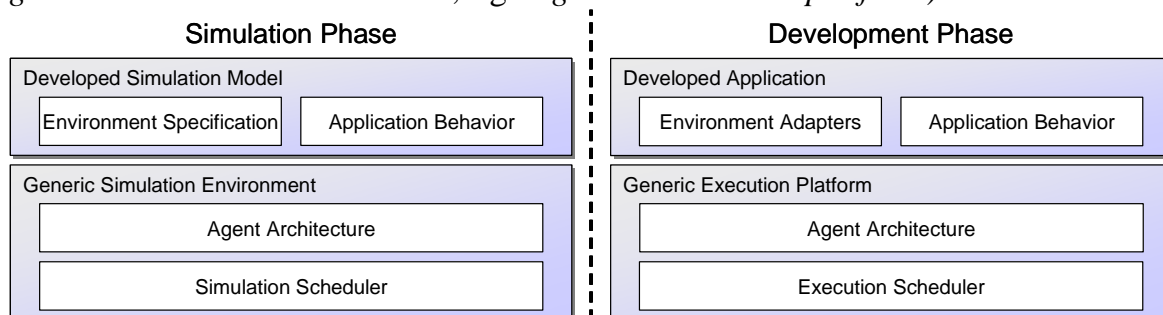 Simulation Phase
Development Phase
Developed Simulation Model
Environment Specification
Application Behavior
Generic Simulation Environment
Agent Architecture
Simulation Scheduler
Developed Application
Environment Adapters
Application Behavior
Generic Execution Platform
Agent Architecture
Execution Scheduler